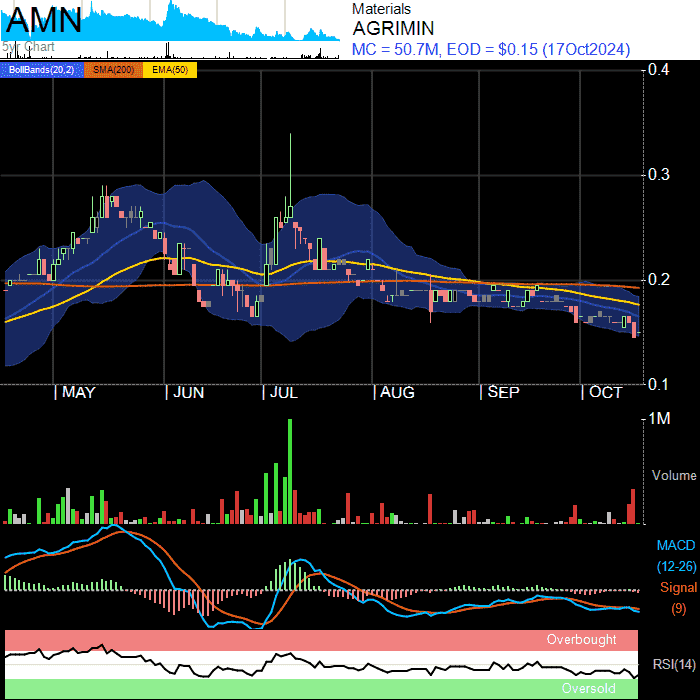 AMN
5yr Chart
Materials
AGRIMIN
MC = 50.7M, EOD = $0.15 (17Oct2024)
BollBands(20,2) SMA(200) EMA(50)
0.4
0.3
0.2
0.1
MAY JUN JUL AUG SEP OCT
1M
Volume
MACD
(12-26)
Signal
(9)
Overbought
RSI(14)
Oversold